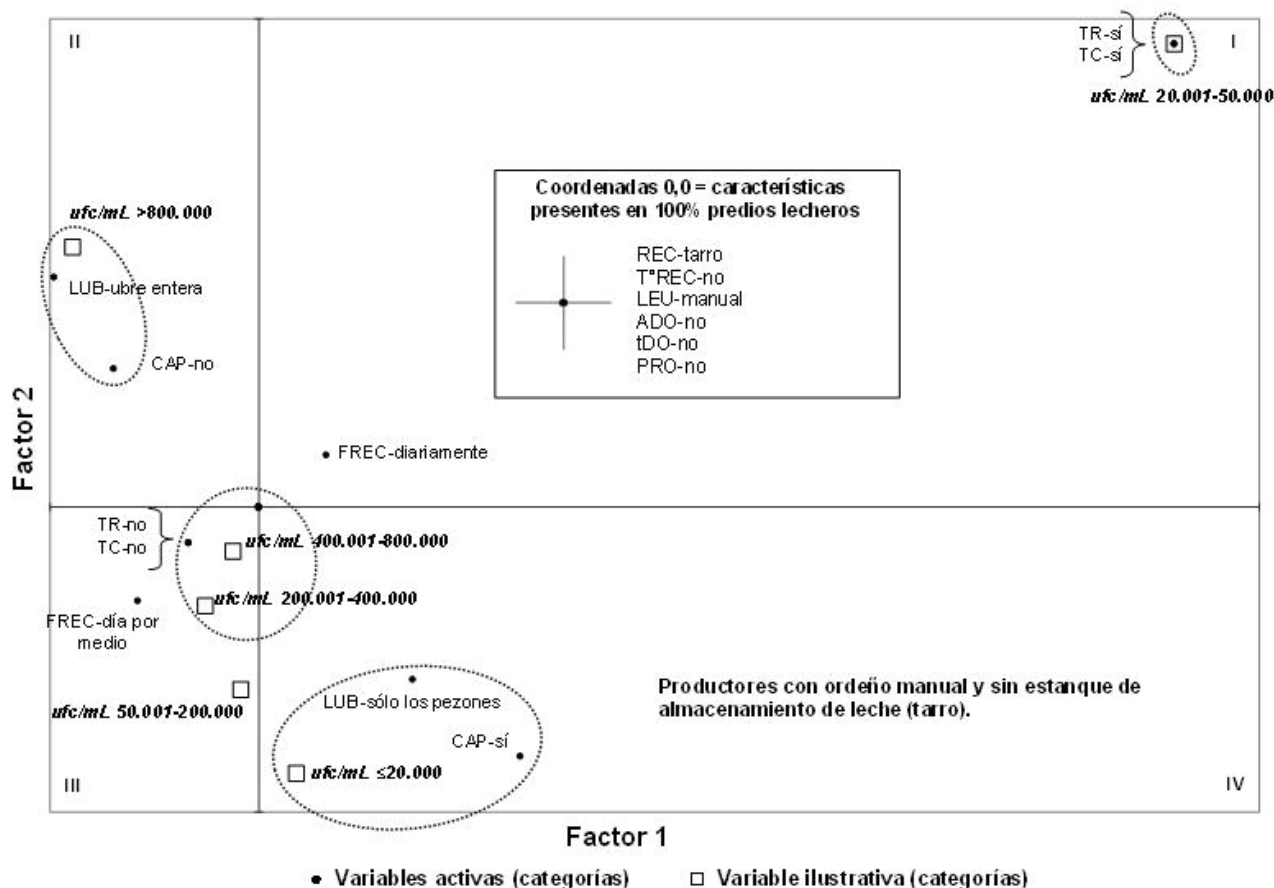 II
TR-sí
TC-sí
I
ufc/mL 20.001-50.000
Coordenadas 0,0 = características
presentes en 100% predios lecheros
REC-tarro
T°REC-no
LEU-manual
ADO-no
tDO-no
PRO-no
ufc/mL >800.000
LUB-ubre entera
CAP-no
Factor 2
FREC-diariamente
TR-no
TC-no
ufc/mL 400.001-800.000
ufc/mL 200.001-400.000
FREC-día por
medio
ufc/mL 50.001-200.000
LUB-sólo los pezones
CAP-sí
ufc/mL ≤20.000
Productores con ordeño manual y sin estanque de
almacenamiento de leche (tarro).
III
IV
Factor 1
Variables activas (categorías)
Variable ilustrativa (categorías)